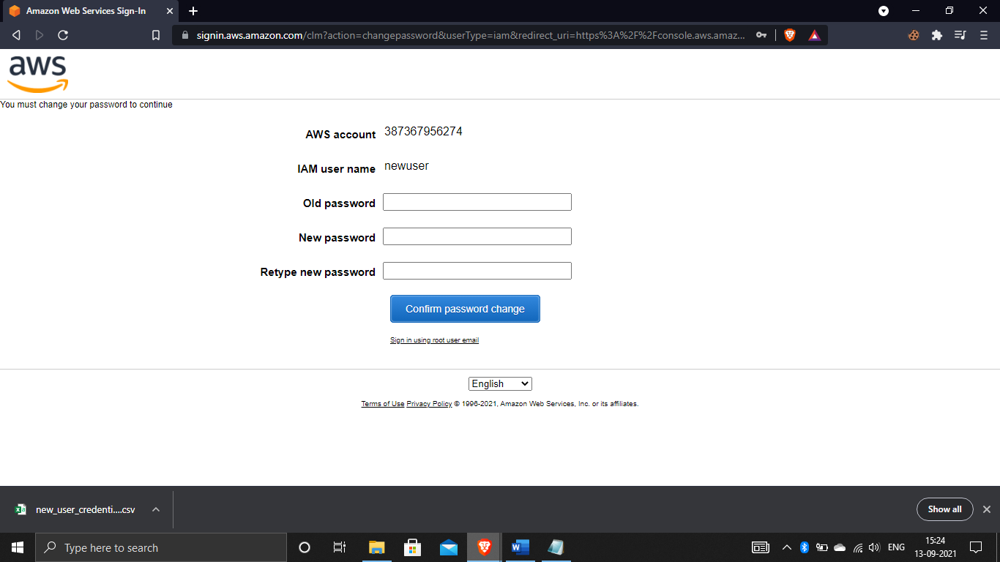 Amazon Web Services Sign-In
signin.aws.amazon.com/clm?action=changepassword&userType=iam&redirect_uri=https%3A%2F%2Fconsole.aws.amaz...
aws
You must change your password to continue
AWS account 387367956274
IAM user name newuser
Old password
New password
Retype new password
Confirm password change
Sign in using root user email
English
Terms of Use Privacy Policy © 1996-2021, Amazon Web Services, Inc. or its affiliates.
new_user_credenti....csv
Show all
Type here to search
ENG
15:24
13-09-2021